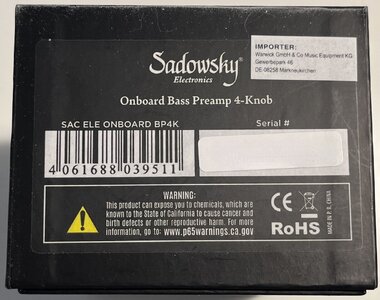 Sadowsky®
Electronics
IMPORTER:
Warwick GmbH & Co Music Equipment KG
Gewerbepark 46
DE-08258 Markneukirchen
Onboard Bass Preamp 4-Knob
SAC ELE ONBOARD BP4K
Serial #
4 061688 039511
WARNING:
This product can expose you to chemicals, which are
known to the State of California to cause cancer and
birth defects or other reproductive harm. For more
information, go to: www.p65warnings.ca.gov
CE
RoHS
MADE IN P. R. CHINA